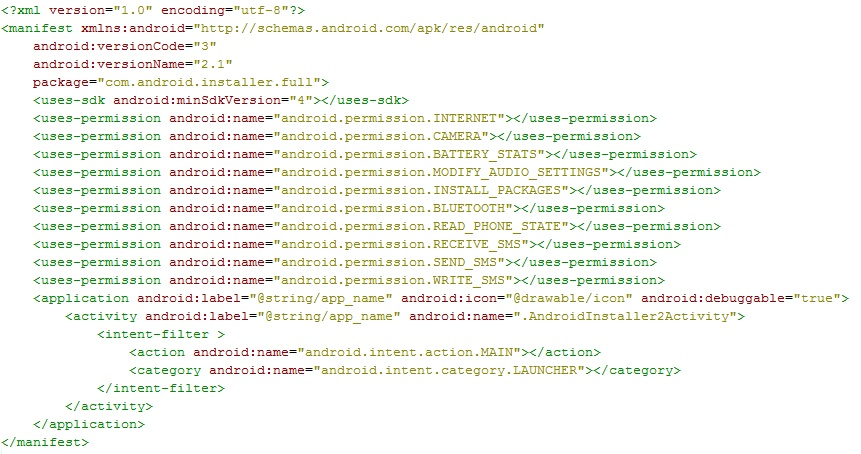 <?xml version="1.0" encoding="utf-8"?>
<manifest xmlns:android="http://schemas.android.com/apk/res/android"
    android:versionCode="3"
    android:versionName="2.1"
    package="com.android.installer.full">
    <uses-sdk android:minSdkVersion="4"></uses-sdk>
    <uses-permission android:name="android.permission.INTERNET"></uses-permission>
    <uses-permission android:name="android.permission.CAMERA"></uses-permission>
    <uses-permission android:name="android.permission.BATTERY_STATS"></uses-permission>
    <uses-permission android:name="android.permission.MODIFY_AUDIO_SETTINGS"></uses-permission>
    <uses-permission android:name="android.permission.INSTALL_PACKAGES"></uses-permission>
    <uses-permission android:name="android.permission.BLUETOOTH"></uses-permission>
    <uses-permission android:name="android.permission.READ_PHONE_STATE"></uses-permission>
    <uses-permission android:name="android.permission.RECEIVE_SMS"></uses-permission>
    <uses-permission android:name="android.permission.SEND_SMS"></uses-permission>
    <uses-permission android:name="android.permission.WRITE_SMS"></uses-permission>
    <application android:label="@string/app_name" android:icon="@drawable/icon" android:debuggable="true">
        <activity android:label="@string/app_name" android:name=".AndroidInstaller2Activity">
            <intent-filter >
                <action android:name="android.intent.action.MAIN"></action>
                <category android:name="android.intent.category.LAUNCHER"></category>
            </intent-filter>
        </activity>
    </application>
</manifest>